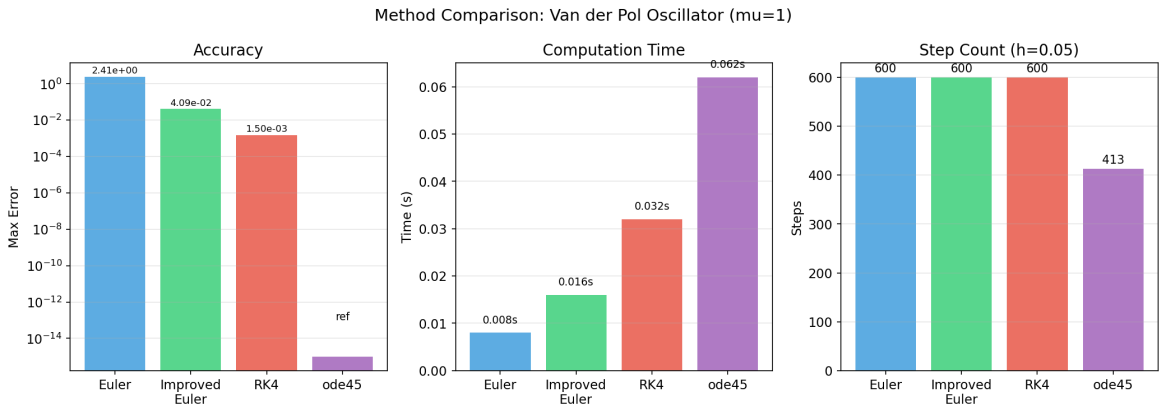 Method Comparison: Van der Pol Oscillator (mu=1)
Accuracy
Max Error
10⁰
10⁻²
10⁻⁴
10⁻⁶
10⁻⁸
10⁻¹⁰
10⁻¹²
10⁻¹⁴
2.41e+00
4.09e-02
1.50e-03
ref
Euler
Improved
Euler
RK4
ode45
Computation Time
Time (s)
0.06
0.05
0.04
0.03
0.02
0.01
0.00
0.008s
0.016s
0.032s
0.062s
Euler
Improved
Euler
RK4
ode45
Step Count (h=0.05)
Steps
600
500
400
300
200
100
0
600
600
600
413
Euler
Improved
Euler
RK4
ode45